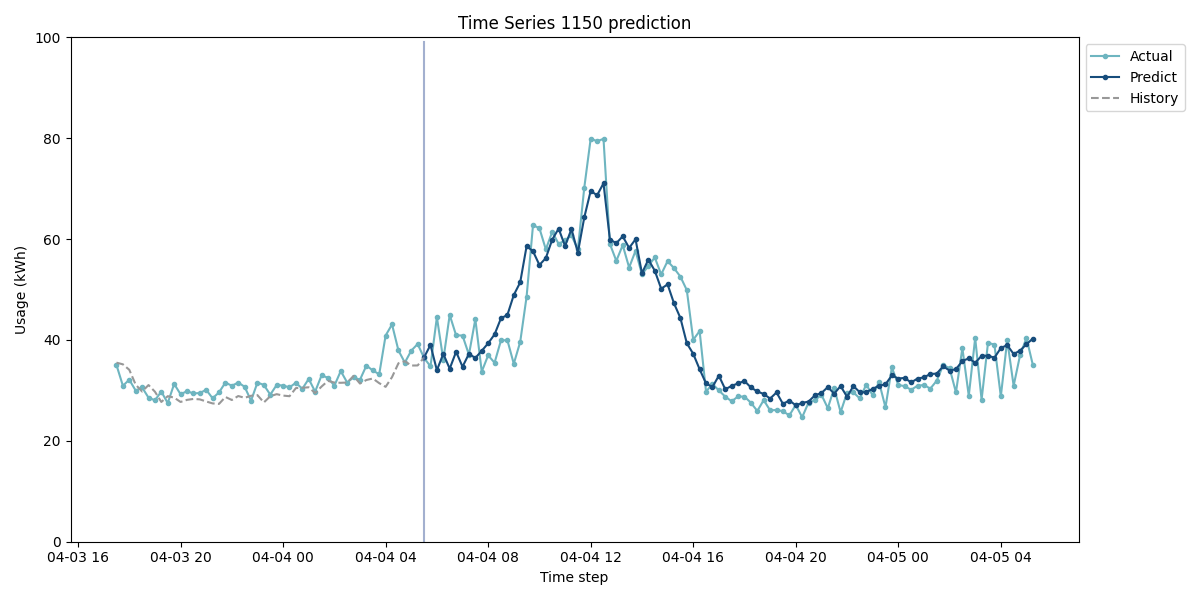 Time Series 1150 prediction
Usage (kWh)
100
80
60
40
20
0
04-03 16
04-03 20
04-04 00
04-04 04
04-04 08
04-04 12
04-04 16
04-04 20
04-05 00
04-05 04
Time step
Actual
Predict
History